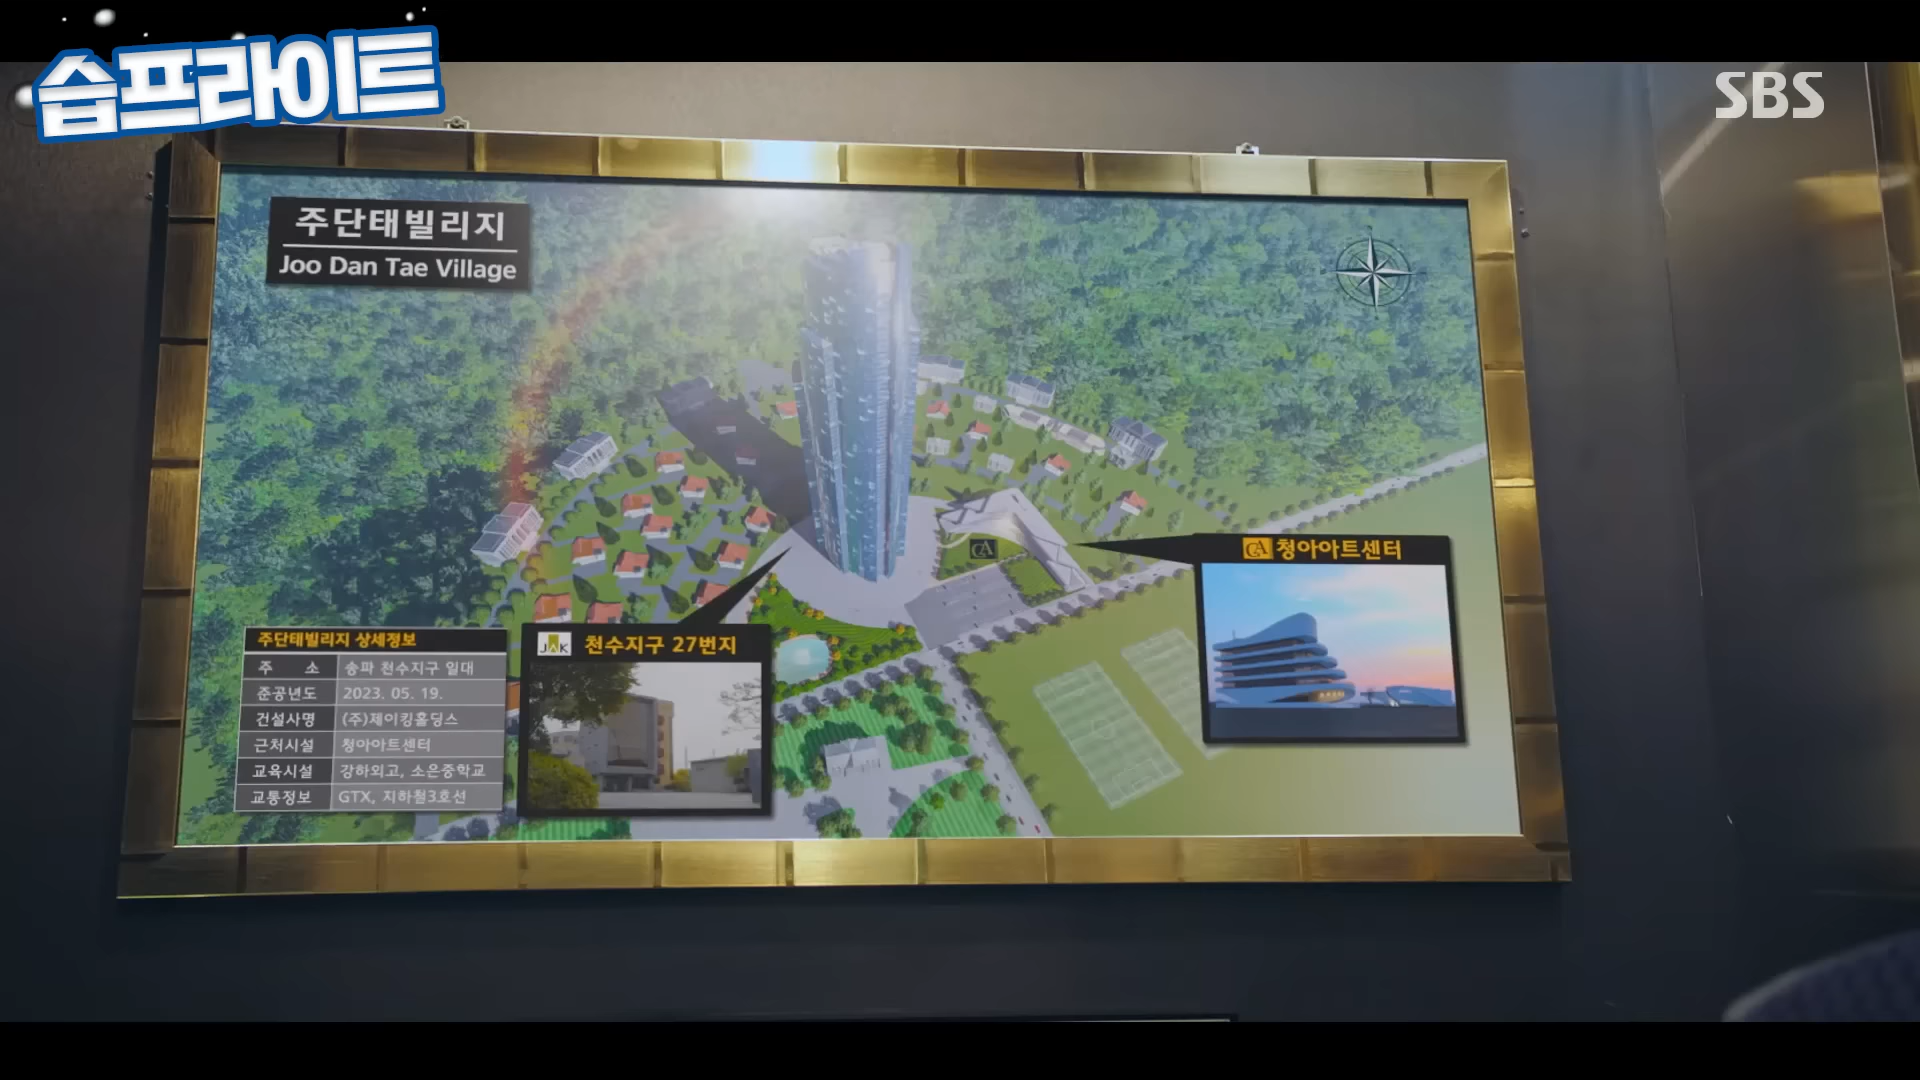 습프라이트
SBS
주단태빌리지
Joo Dan Tae Village
CA 청아아트센터
CA
JAK 천수지구 27번지
주단태빌리지 상세정보
주 소 송파 천수지구 일대
준공년도 2023. 05. 19.
건설사명 (주)제이킹홀딩스
근처시설 청아아트센터
교육시설 강하외고, 소은중학교
교통정보 GTX, 지하철3호선